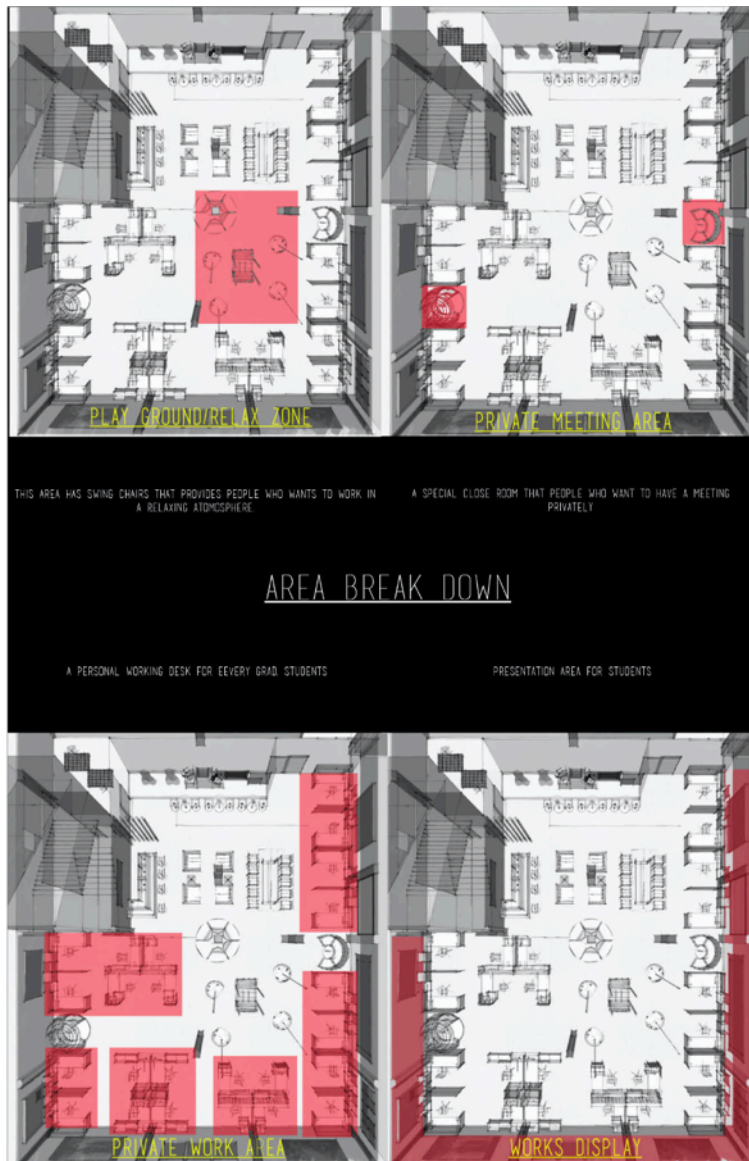 PLAY GROUND/RELAX ZONE
PRIVATE MEETING AREA
THIS AREA HAS SWING CHAIRS THAT PROVIDES PEOPLE WHO WANTS TO WORK IN
A RELAXING ATOMOSPHERE.
A SPECIAL CLOSE ROOM THAT PEOPLE WHO WANT TO HAVE A MEETING
PRIVATELY
AREA BREAK DOWN
A PERSONAL WORKING DESK FOR EEVERY GRAD. STUDENTS
PRESENTATION AREA FOR STUDENTS
PRIVATE WORK AREA
WORKS DISPLAY